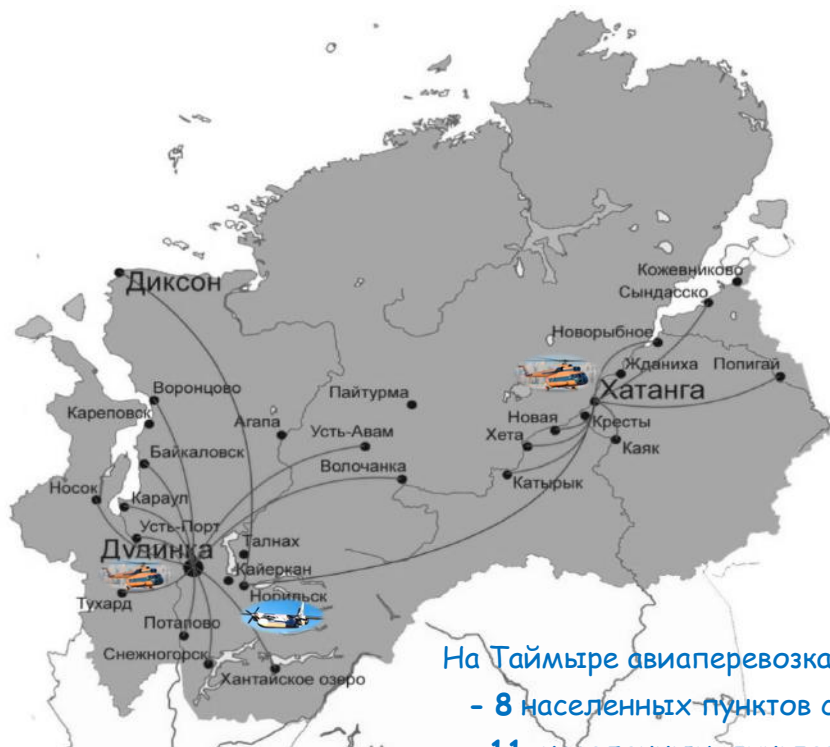 Диксон
Кожевниково
Сындасско
Новорыбное
Жданиха
Попигай
Хатанга
Воронцово
Пайтурма
Кареповск
Агапа
Усть-Авам
Новая
Кресты
Хета
Каяк
Байкаловск
Волочанка
Катырык
Носок
Караул
Усть-Порт
Дудинка
Талнах
Кайеркан
Норильск
Тухард
Потапово
Снежногорск
Хантайское озеро
На Таймыре авиаперевозка
- 8 населенных пунктов
11